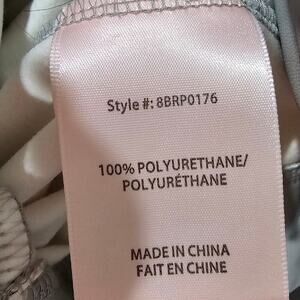 Style #: 8BRP0176
100% POLYURETHANE/
POLYURÉTHANE
MADE IN CHINA
FAIT EN CHINE